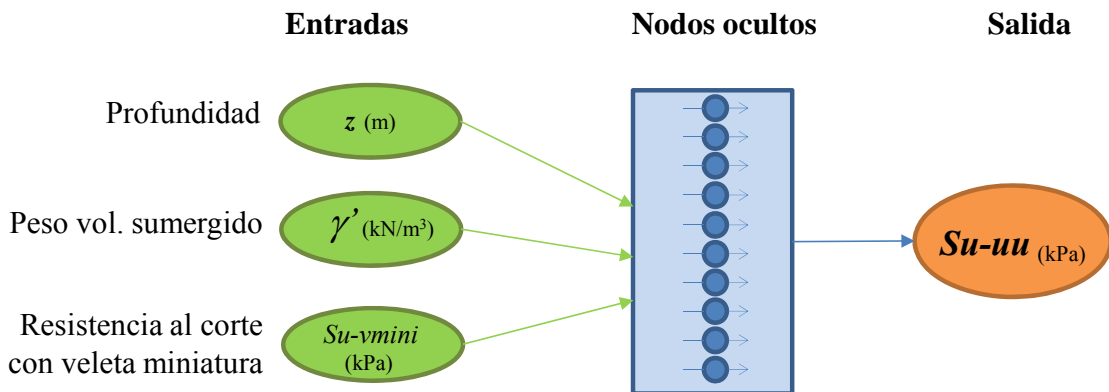 Entradas
Nodos ocultos
Salida
Profundidad
z (m)
Peso vol. sumergido
γ’ (kN/m³)
Su-uu (kPa)
Resistencia al corte
con veleta miniatura
Su-vmini
(kPa)